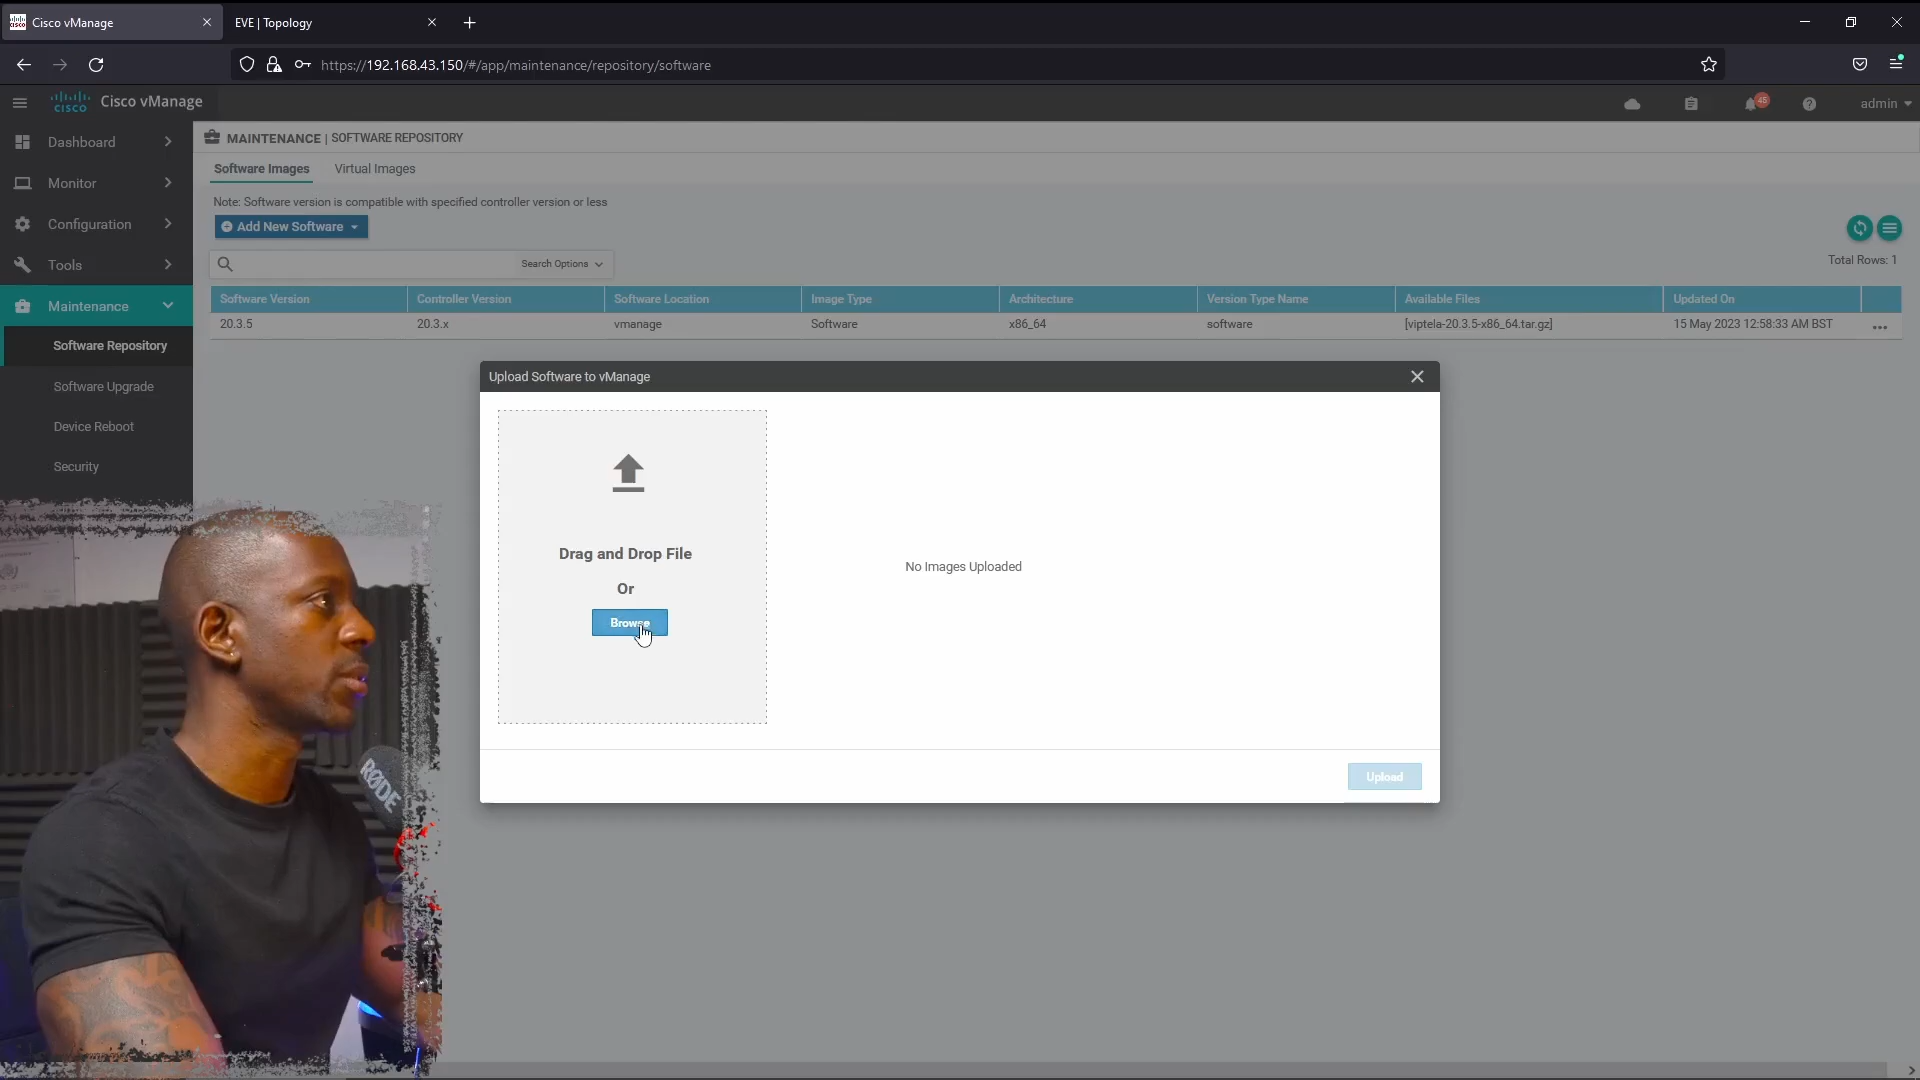 Cisco vManage
EVE | Topology
https://192.168.43.150/#/app/maintenance/repository/software
cisco
Cisco vManage
45
admin
Dashboard
MAINTENANCE | SOFTWARE REPOSITORY
Software Images
Virtual Images
Monitor
Note: Software version is compatible with specified controller version or less
Configuration
Add New Software
Tools
Search Options
Total Rows: 1
Maintenance
Software Version
Controller Version
Software Location
Image Type
Architecture
Version Type Name
Available Files
Updated On
20.3.5
20.3.x
vmanage
Software
x86_64
software
[viptela-20.3.5-x86_64.tar.gz]
15 May 2023 12:58:33 AM BST
Software Repository
Software Upgrade
Device Reboot
Security
Upload Software to vManage
Drag and Drop File
Or
Browse
No Images Uploaded
Upload
RØDE